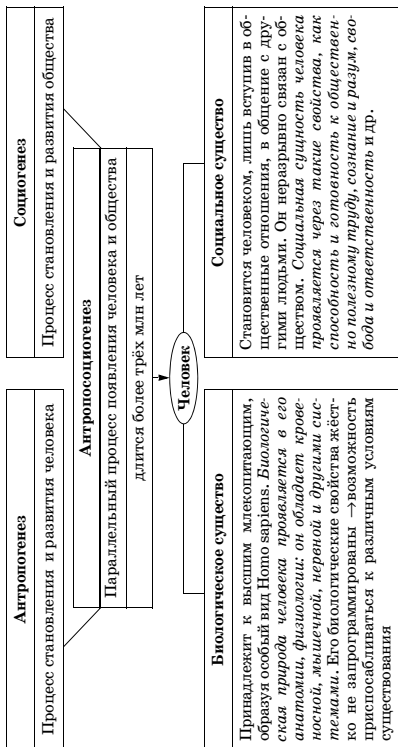 Антропогенез
Процесс становления и развития человека
Социогенез
Процесс становления и развития общества
Антропосоциогенез
Параллельный процесс появления человека и общества
длится более трёх млн лет
Человек
Биологическое существо
Принадлежит к высшим млекопитающим,
образуя особый вид Homo sapiens. Биологиче-
ская природа человека проявляется в его
анатомии, физиологии: он обладает крове-
носной, мышечной, нервной и другими сис-
темами. Его биологические свойства жёст-
ко не запрограммированы →возможность
приспосабливаться к различным условиям
существования
Социальное существо
Становится человеком, лишь вступив в об-
щественные отношения, в общение с дру-
гими людьми. Он неразрывно связан с об-
ществом. Социальная сущность человека
проявляется через такие свойства, как
способность и готовность к обществен-
но полезному труду, сознание и разум, сво-
бода и ответственность и др.